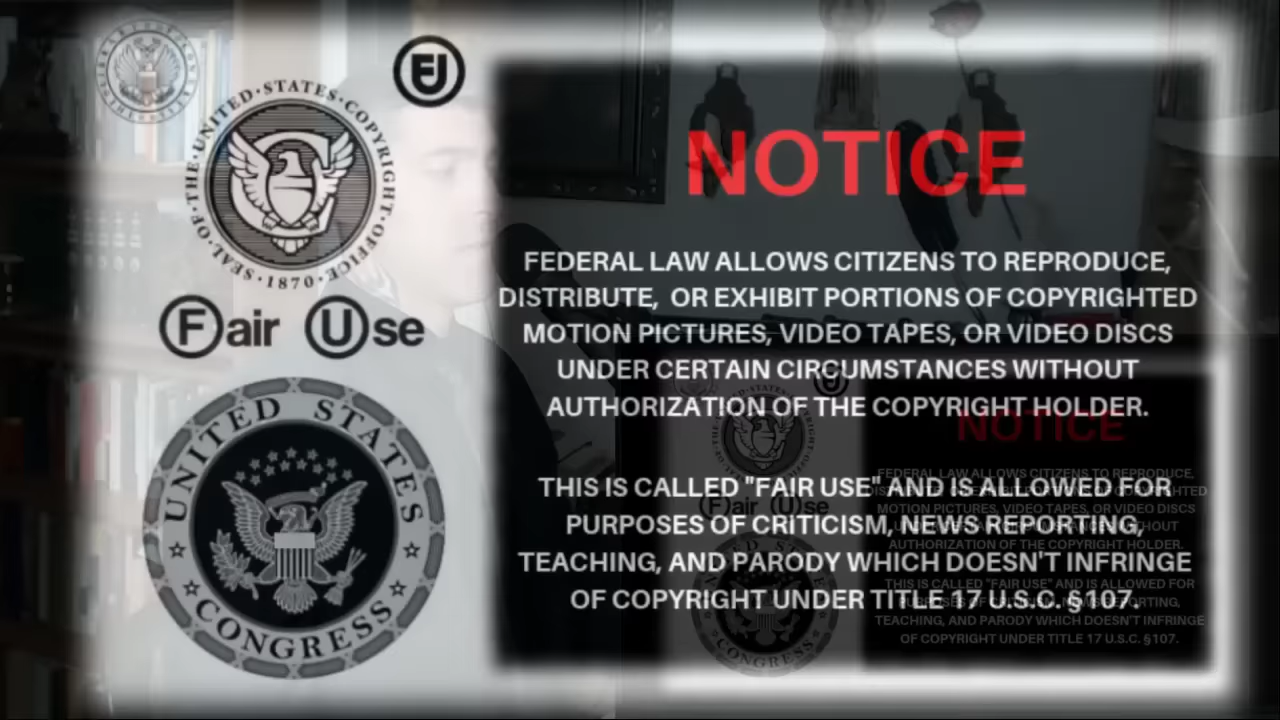 FU
SEAL·OF·THE·UNITED·STATES·COPYRIGHT·OFFICE
·1870·
Fair Use
UNITED STATES
CONGRESS
NOTICE
FEDERAL LAW ALLOWS CITIZENS TO REPRODUCE,
DISTRIBUTE, OR EXHIBIT PORTIONS OF COPYRIGHTED
MOTION PICTURES, VIDEO TAPES, OR VIDEO DISCS
UNDER CERTAIN CIRCUMSTANCES WITHOUT
AUTHORIZATION OF THE COPYRIGHT HOLDER.
THIS IS CALLED "FAIR USE" AND IS ALLOWED FOR
PURPOSES OF CRITICISM, NEWS REPORTING,
TEACHING, AND PARODY WHICH DOESN'T INFRINGE
OF COPYRIGHT UNDER TITLE 17 U.S.C. §107.
Fair Use
CONGRESS
NOTICE
FEDERAL LAW ALLOWS CITIZENS TO REPRODUCE,
MOTION PICTURES, VIDEO TAPES, OR VIDEO DISCS
AUTHORIZATION OF THE COPYRIGHT HOLDER.
THIS IS CALLED "FAIR USE" AND IS ALLOWED FOR
TEACHING, AND PARODY WHICH DOESN'T INFRINGE
OF COPYRIGHT UNDER TITLE 17 U.S.C. §107.